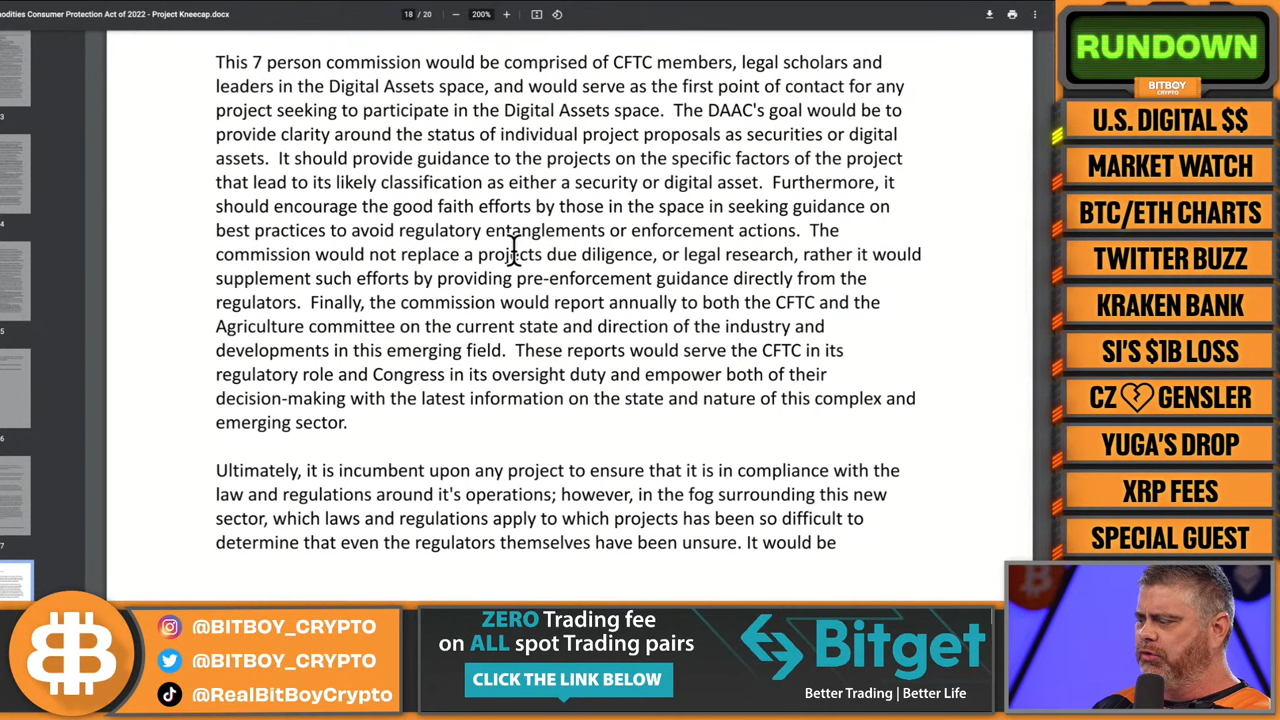 odities Consumer Protection Act of 2022 - Project Kneecap.docx
18 / 20
200%
This 7 person commission would be comprised of CFTC members, legal scholars and
leaders in the Digital Assets space, and would serve as the first point of contact for any
project seeking to participate in the Digital Assets space. The DAAC's goal would be to
provide clarity around the status of individual project proposals as securities or digital
assets. It should provide guidance to the projects on the specific factors of the project
that lead to its likely classification as either a security or digital asset. Furthermore, it
should encourage the good faith efforts by those in the space in seeking guidance on
best practices to avoid regulatory entanglements or enforcement actions. The
commission would not replace a projects due diligence, or legal research, rather it would
supplement such efforts by providing pre-enforcement guidance directly from the
regulators. Finally, the commission would report annually to both the CFTC and the
Agriculture committee on the current state and direction of the industry and
developments in this emerging field. These reports would serve the CFTC in its
regulatory role and Congress in its oversight duty and empower both of their
decision-making with the latest information on the state and nature of this complex and
emerging sector.
Ultimately, it is incumbent upon any project to ensure that it is in compliance with the
law and regulations around it's operations; however, in the fog surrounding this new
sector, which laws and regulations apply to which projects has been so difficult to
determine that even the regulators themselves have been unsure. It would be
3
4
5
6
7
RUNDOWN
BITBOY
CRYPTO
U.S. DIGITAL $$
MARKET WATCH
BTC/ETH CHARTS
TWITTER BUZZ
KRAKEN BANK
SI'S $1B LOSS
CZ GENSLER
YUGA'S DROP
XRP FEES
SPECIAL GUEST
@BITBOY_CRYPTO
@BITBOY_CRYPTO
@RealBitBoyCrypto
ZERO Trading fee
on ALL spot Trading pairs
CLICK THE LINK BELOW
Bitget
Better Trading | Better Life